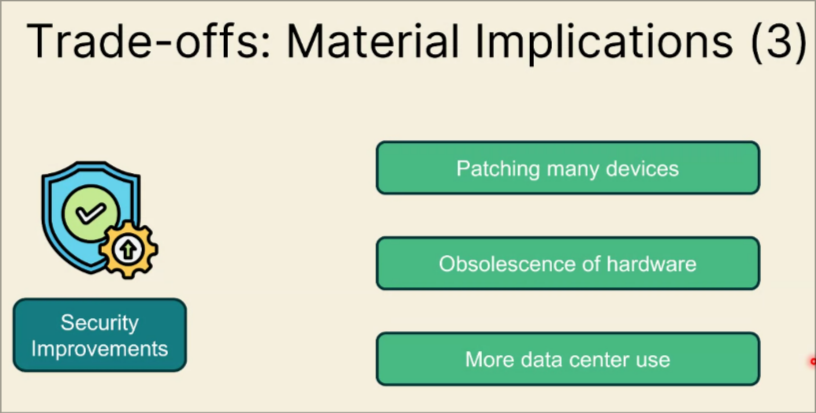 Trade-offs: Material Implications (3)
Patching many devices
Obsolescence of hardware
Security
Improvements
More data center use